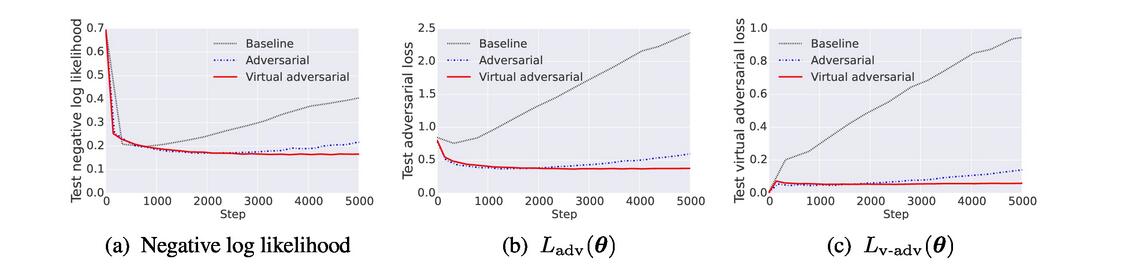 Test negative log likelihood
0.7
0.6
0.5
0.4
0.3
0.2
0.1
0.0
0 1000 2000 3000 4000 5000
Step
Baseline
Adversarial
Virtual adversarial
(a) Negative log likelihood
Test adversarial loss
2.5
2.0
1.5
1.0
0.5
0.0
0 1000 2000 3000 4000 5000
Step
Baseline
Adversarial
Virtual adversarial
(b) L_adv(θ)
Test virtual adversarial loss
1.0
0.8
0.6
0.4
0.2
0.0
0 1000 2000 3000 4000 5000
Step
Baseline
Adversarial
Virtual adversarial
(c) L_v-adv(θ)